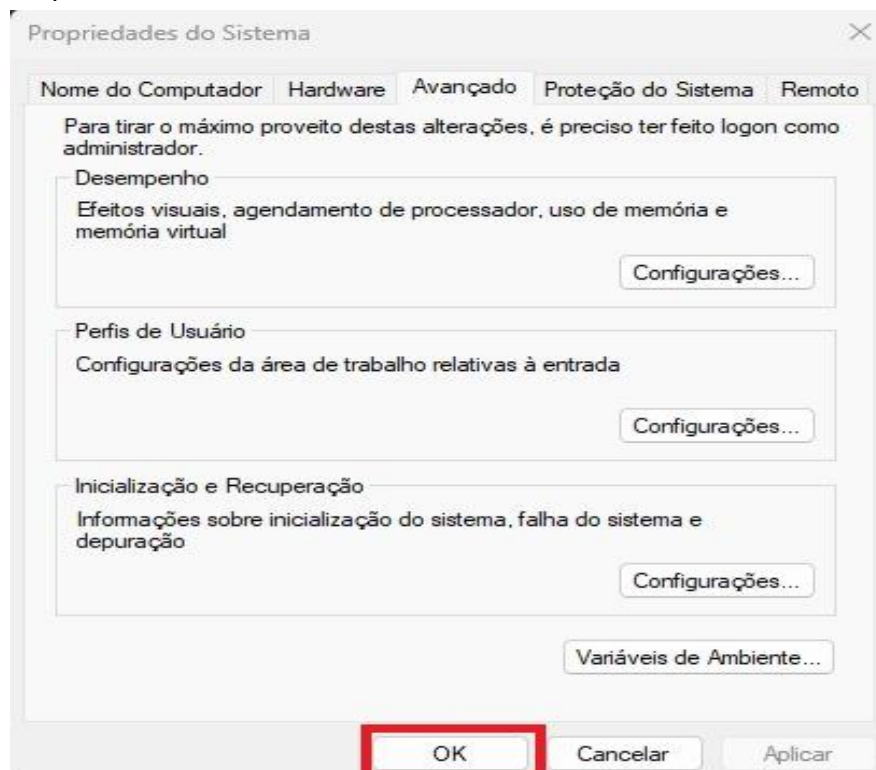 Propriedades do Sistema
Nome do Computador Hardware Avançado Proteção do Sistema Remoto
Para tirar o máximo proveito destas alterações, é preciso ter feito logon como
administrador.
Desempenho
Efeitos visuais, agendamento de processador, uso de memória e
memória virtual
Configurações...
Perfis de Usuário
Configurações da área de trabalho relativas à entrada
Configurações...
Inicialização e Recuperação
Informações sobre inicialização do sistema, falha do sistema e
depuração
Configurações...
Variáveis de Ambiente...
OK Cancelar Aplicar